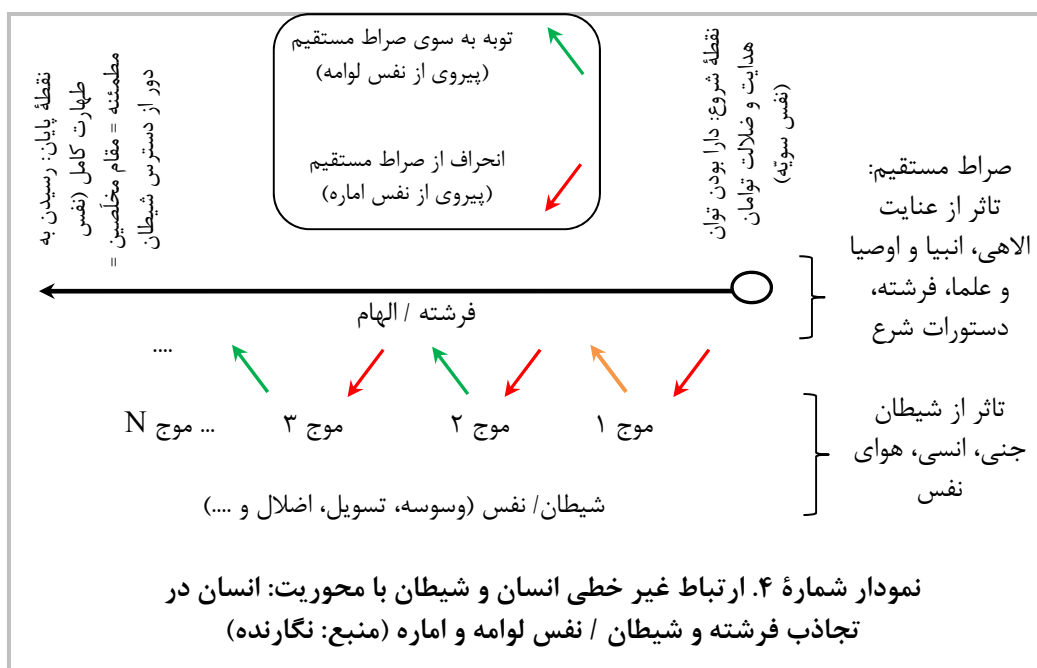 نقطۀ شروع: دارا بودن توان
هدایت و ضلالت توامان
(نفس سویّه)
توبه به سوی صراط مستقیم
(پیروی از نفس لوامه)
انحراف از صراط مستقیم
(پیروی از نفس اماره)
نقطۀ پایان: رسیدن به
طهارت کامل (نفس
مطمئنه = مقام مخلَصین =
دور از دسترس شیطان
صراط مستقیم:
تاثر از عنایت
الاهی، انبیا و اوصیا
و علما، فرشته،
دستورات شرع
فرشته / الهام
....
تاثر از شیطان
جنی، انسی، هوای
نفس
موج ۱ موج ۲ موج ۳ ... موج N
شیطان/ نفس (وسوسه، تسویل، اضلال و ....)
نمودار شمارۀ ۴. ارتباط غیر خطی انسان و شیطان با محوریت: انسان در
تجاذب فرشته و شیطان / نفس لوامه و اماره (منبع: نگارنده)